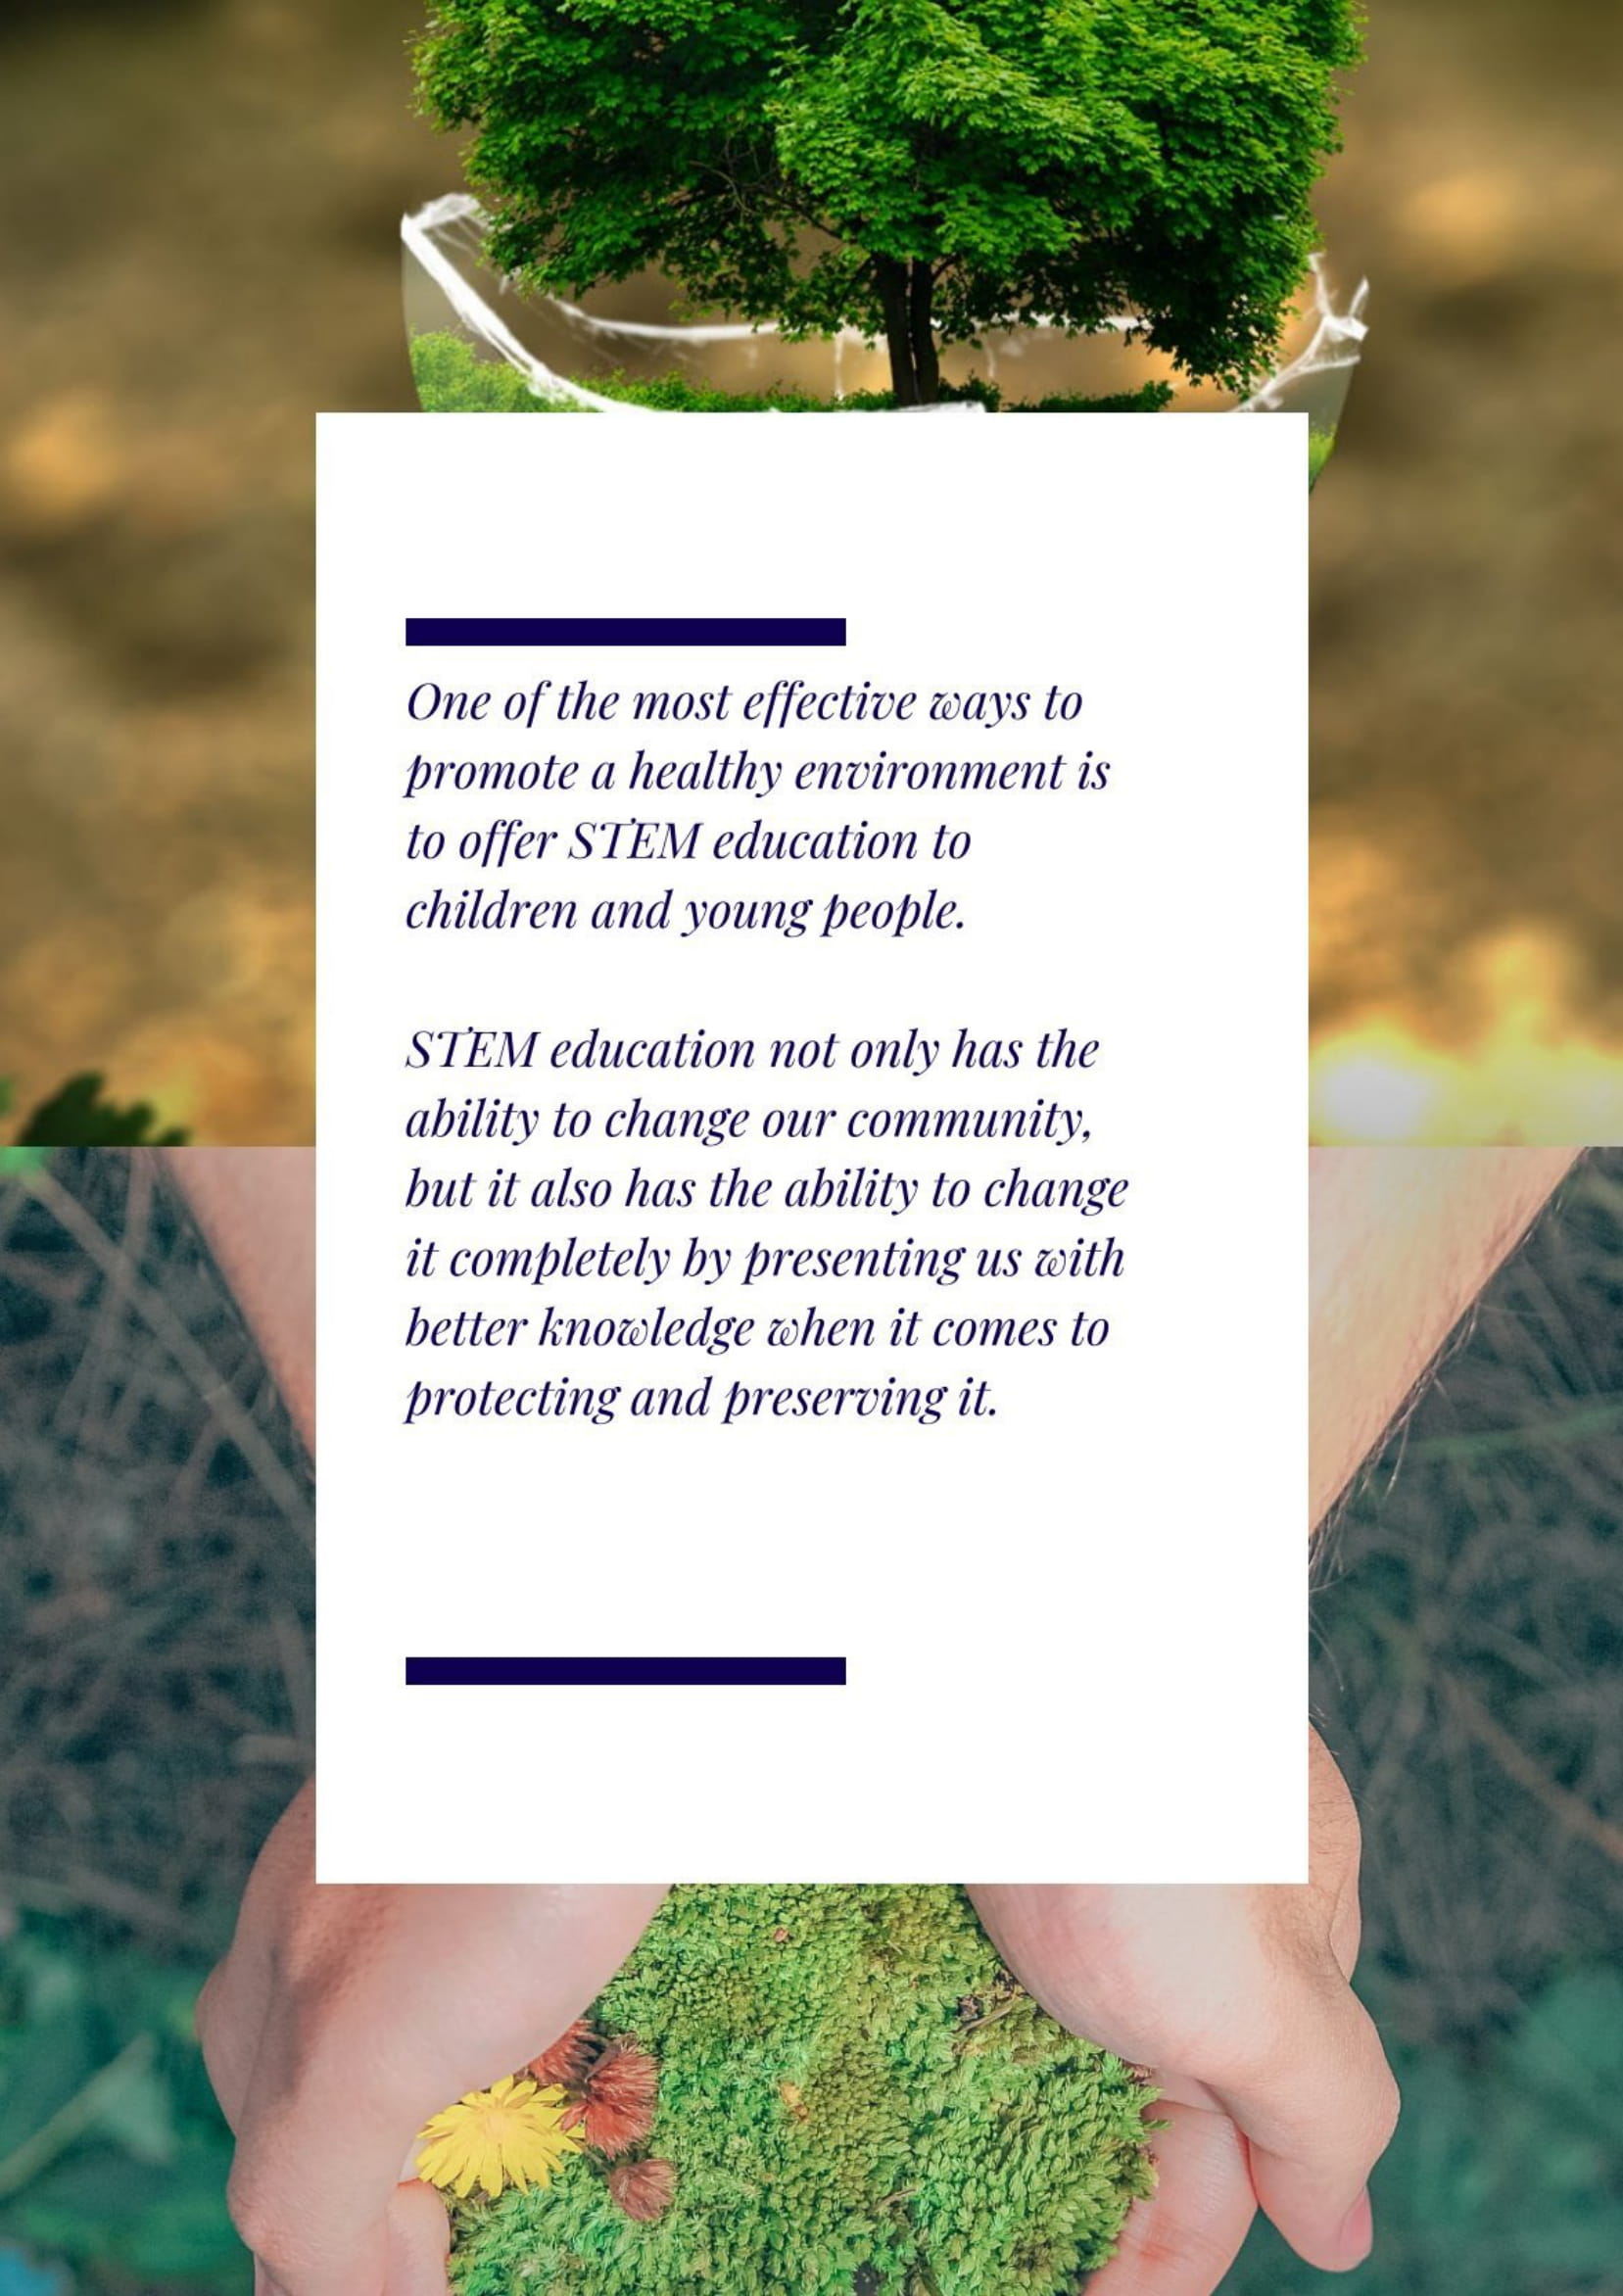 One of the most effective ways to
promote a healthy environment is
to offer STEM education to
children and young people.
STEM education not only has the
ability to change our community,
but it also has the ability to change
it completely by presenting us with
better knowledge when it comes to
protecting and preserving it.